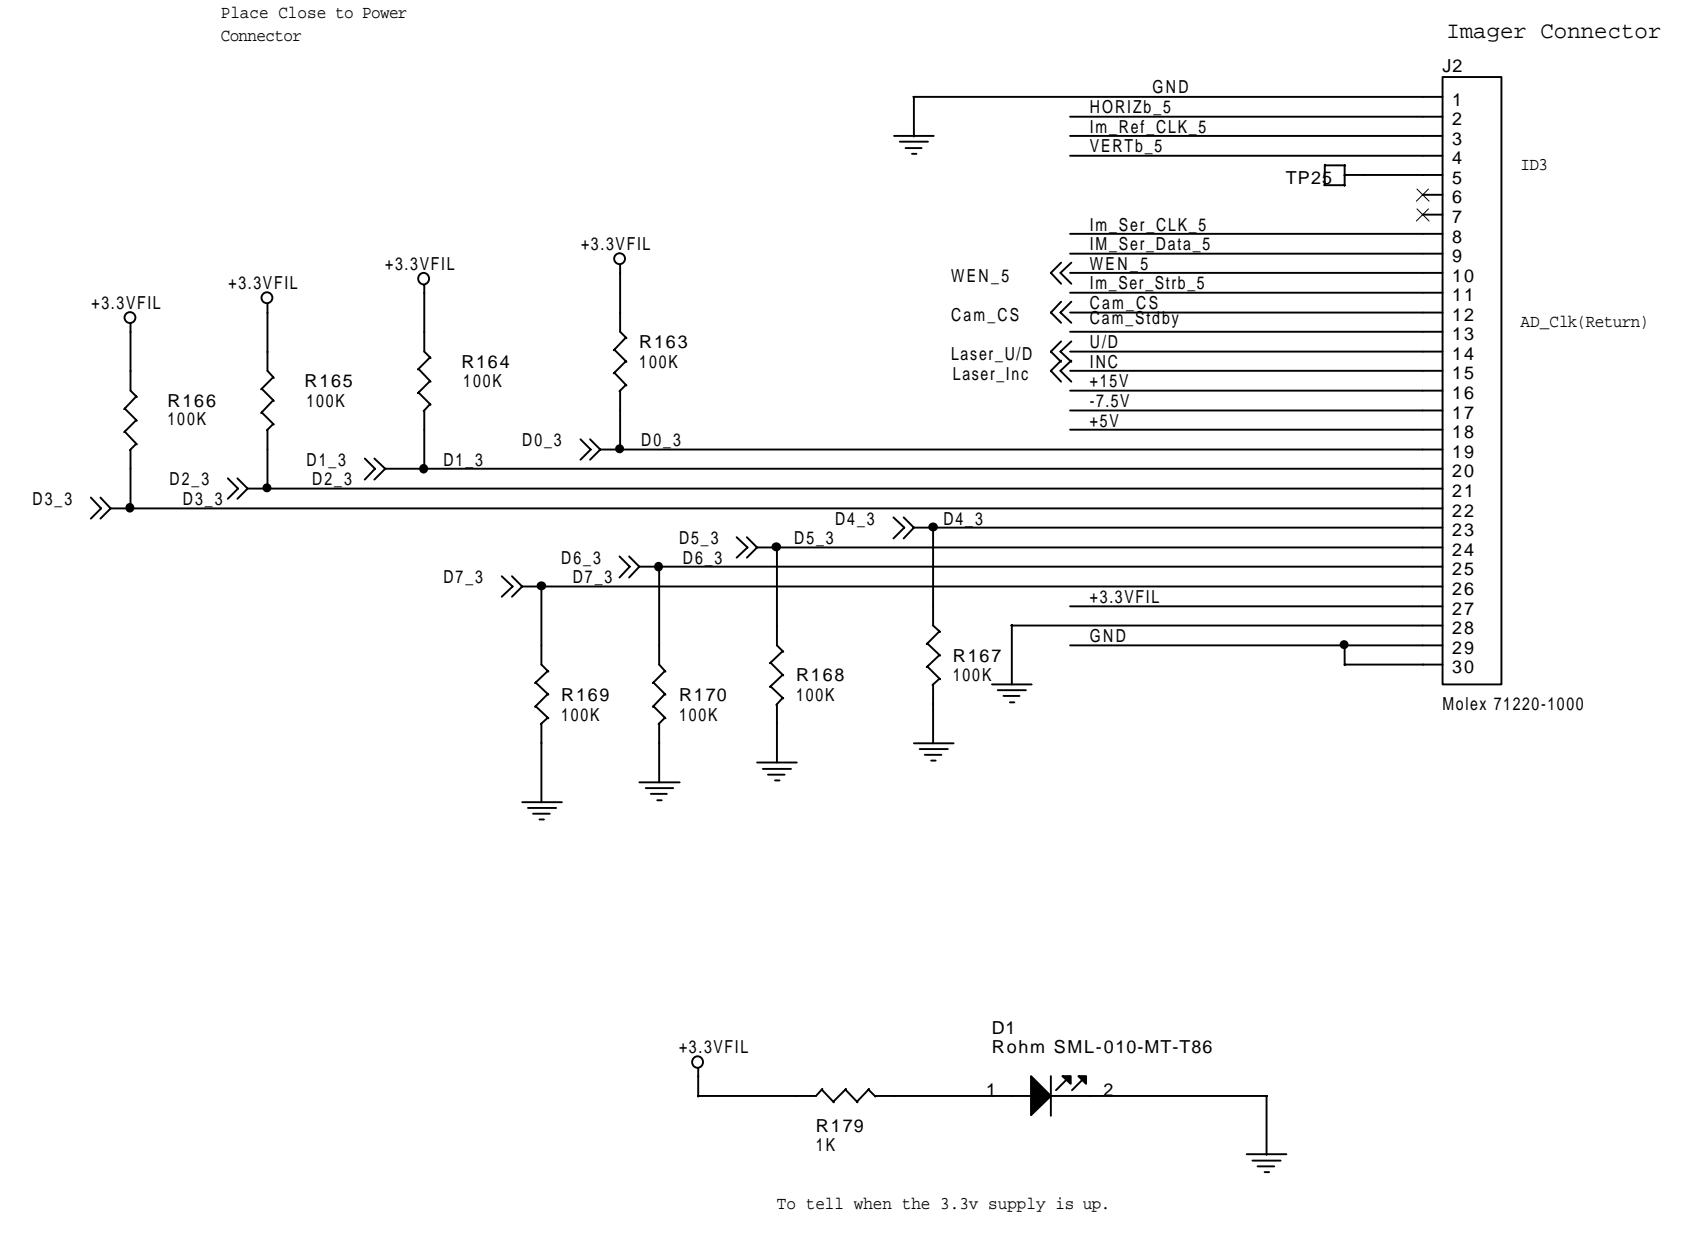 Place Close to Power
Connector
Imager Connector
J2
GND
1
HORIZb_5
2
Im_Ref_CLK_5
3
VERTb_5
4
ID3
TP25
5
6
7
Im_Ser_CLK_5
8
IM_Ser_Data_5
9
WEN_5
WEN_5
10
Im_Ser_Strb_5
11
Cam_CS
Cam_CS
12
Cam_Stdby
13
AD_Clk(Return)
Laser_U/D
U/D
14
Laser_Inc
INC
15
+15V
16
-7.5V
17
+5V
18
+3.3VFIL
+3.3VFIL
+3.3VFIL
+3.3VFIL
R163
100K
R164
100K
R165
100K
R166
100K
D0_3
D0_3
19
D1_3
D1_3
20
D2_3
D2_3
21
D3_3
D3_3
22
D4_3
D4_3
23
D5_3
D5_3
24
D6_3
D6_3
25
D7_3
D7_3
26
+3.3VFIL
27
28
GND
29
30
R167
100K
R168
100K
R169
100K
R170
100K
Molex 71220-1000
D1
Rohm SML-010-MT-T86
+3.3VFIL
1
2
R179
1K
To tell when the 3.3v supply is up.